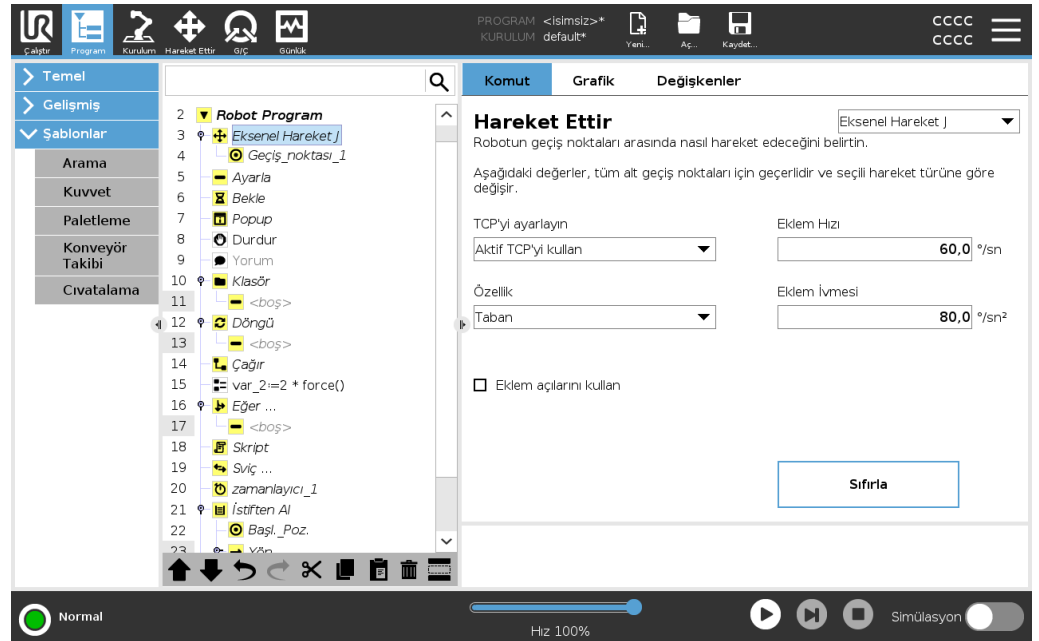 UR
PROGRAM <isimsiz>*
KURULUM default*
CCCC
CCCC
Çalıştır
Program
Kurulum
Hareket Ettir
G/Ç
Günlük
Yeni...
Aç...
Kaydet...
Temel
Gelişmiş
Şablonlar
Arama
Kuvvet
Paletleme
Konveyör
Takibi
Cıvatalama
2 Robot Program
3 Eksenel Hareket J
4 Geçiş_noktası_1
5 Ayarla
6 Bekle
7 Popup
8 Durdur
9 Yorum
10 Klasör
11 <boş>
12 Döngü
13 <boş>
14 Çağır
15 var_2:=2 * force()
16 Eğer ...
17 <boş>
18 Skript
19 Sviç ...
20 zamanlayıcı_1
21 İstiften Al
22 Başl._Poz.
23 Yön
Komut
Grafik
Değişkenler
Hareket Ettir
Eksenel Hareket J
Robotun geçiş noktaları arasında nasıl hareket edeceğini belirtin.
Aşağıdaki değerler, tüm alt geçiş noktaları için geçerlidir ve seçili hareket türüne göre
değişir.
TCP'yi ayarlayın
Eklem Hızı
Aktif TCP'yi kullan
60,0 °/sn
Özellik
Eklem İvmesi
Taban
80,0 °/sn²
Eklem açılarını kullan
Sıfırla
Normal
Hız 100%
Simülasyon